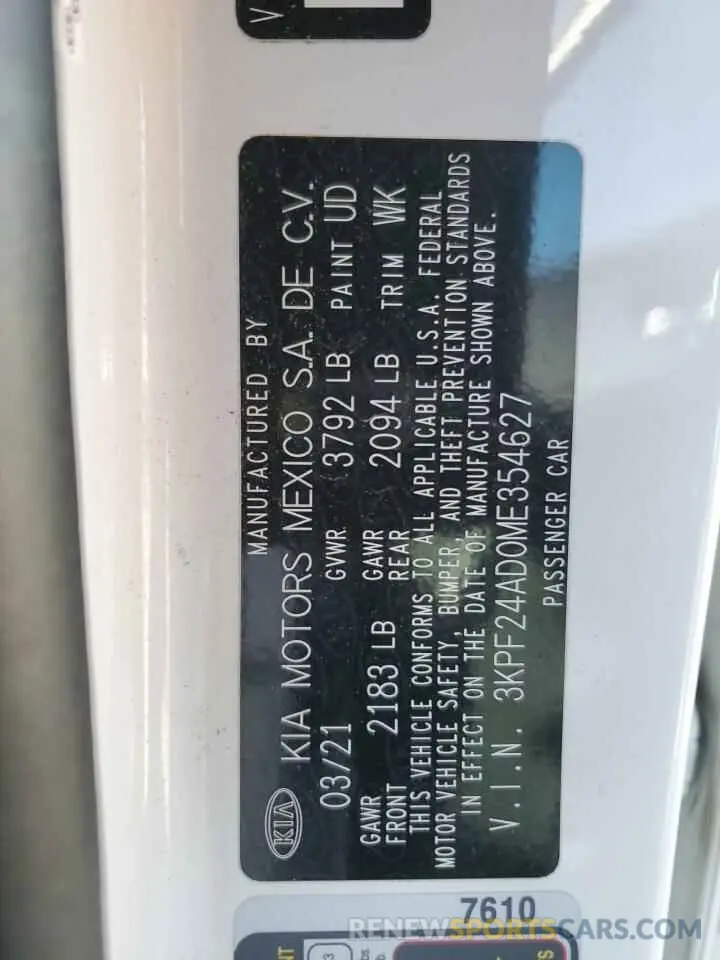 MANUFACTURED BY
KIA KIA MOTORS MEXICO S.A. DE C.V.
03/21 GVWR 3792 LB PAINT UD
GAWR FRONT 2183 LB GAWR REAR 2094 LB TRIM WK
THIS VEHICLE CONFORMS TO ALL APPLICABLE U.S.A. FEDERAL
MOTOR VEHICLE SAFETY, BUMPER, AND THEFT PREVENTION STANDARDS
IN EFFECT ON THE DATE OF MANUFACTURE SHOWN ABOVE.
V.I.N. 3KPF24AD0ME354627
PASSENGER CAR
7610
RENEWSPORTSCARS.COM